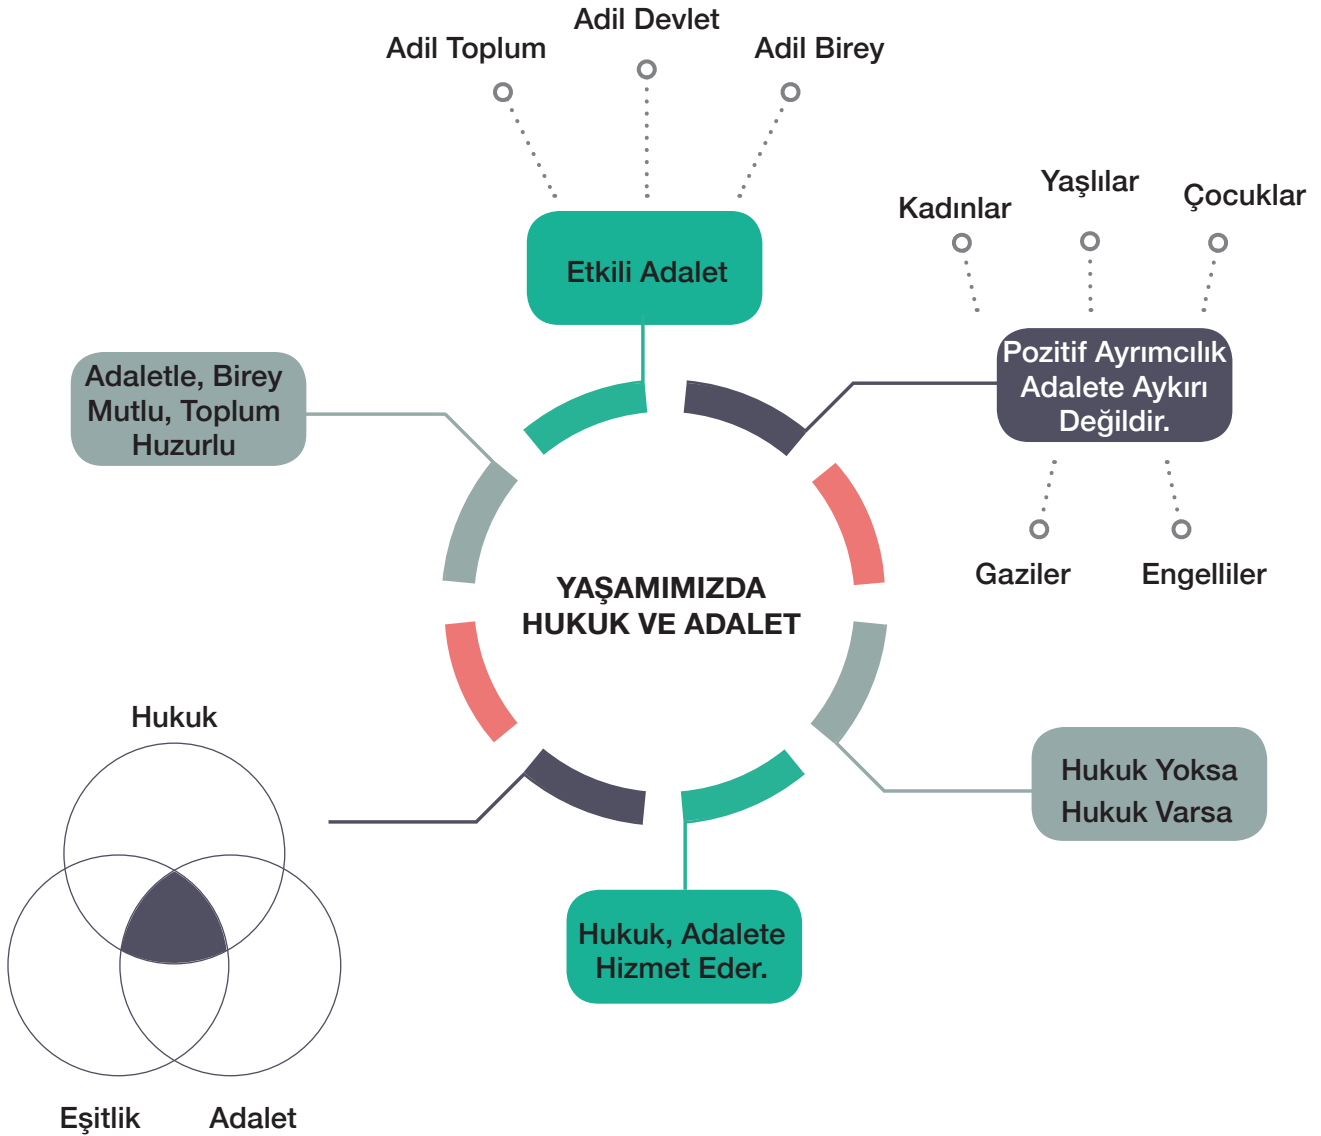 Adil Devlet
Adil Toplum
Adil Birey
Etkili Adalet
Yaşlılar
Kadınlar
Çocuklar
Pozitif Ayrımcılık
Adalete Aykırı
Değildir.
Gaziler
Engelliler
Adaletle, Birey
Mutlu, Toplum
Huzurlu
YAŞAMIMIZDA
HUKUK VE ADALET
Hukuk
Eşitlik
Adalet
Hukuk Yoksa
Hukuk Varsa
Hukuk, Adalete
Hizmet Eder.